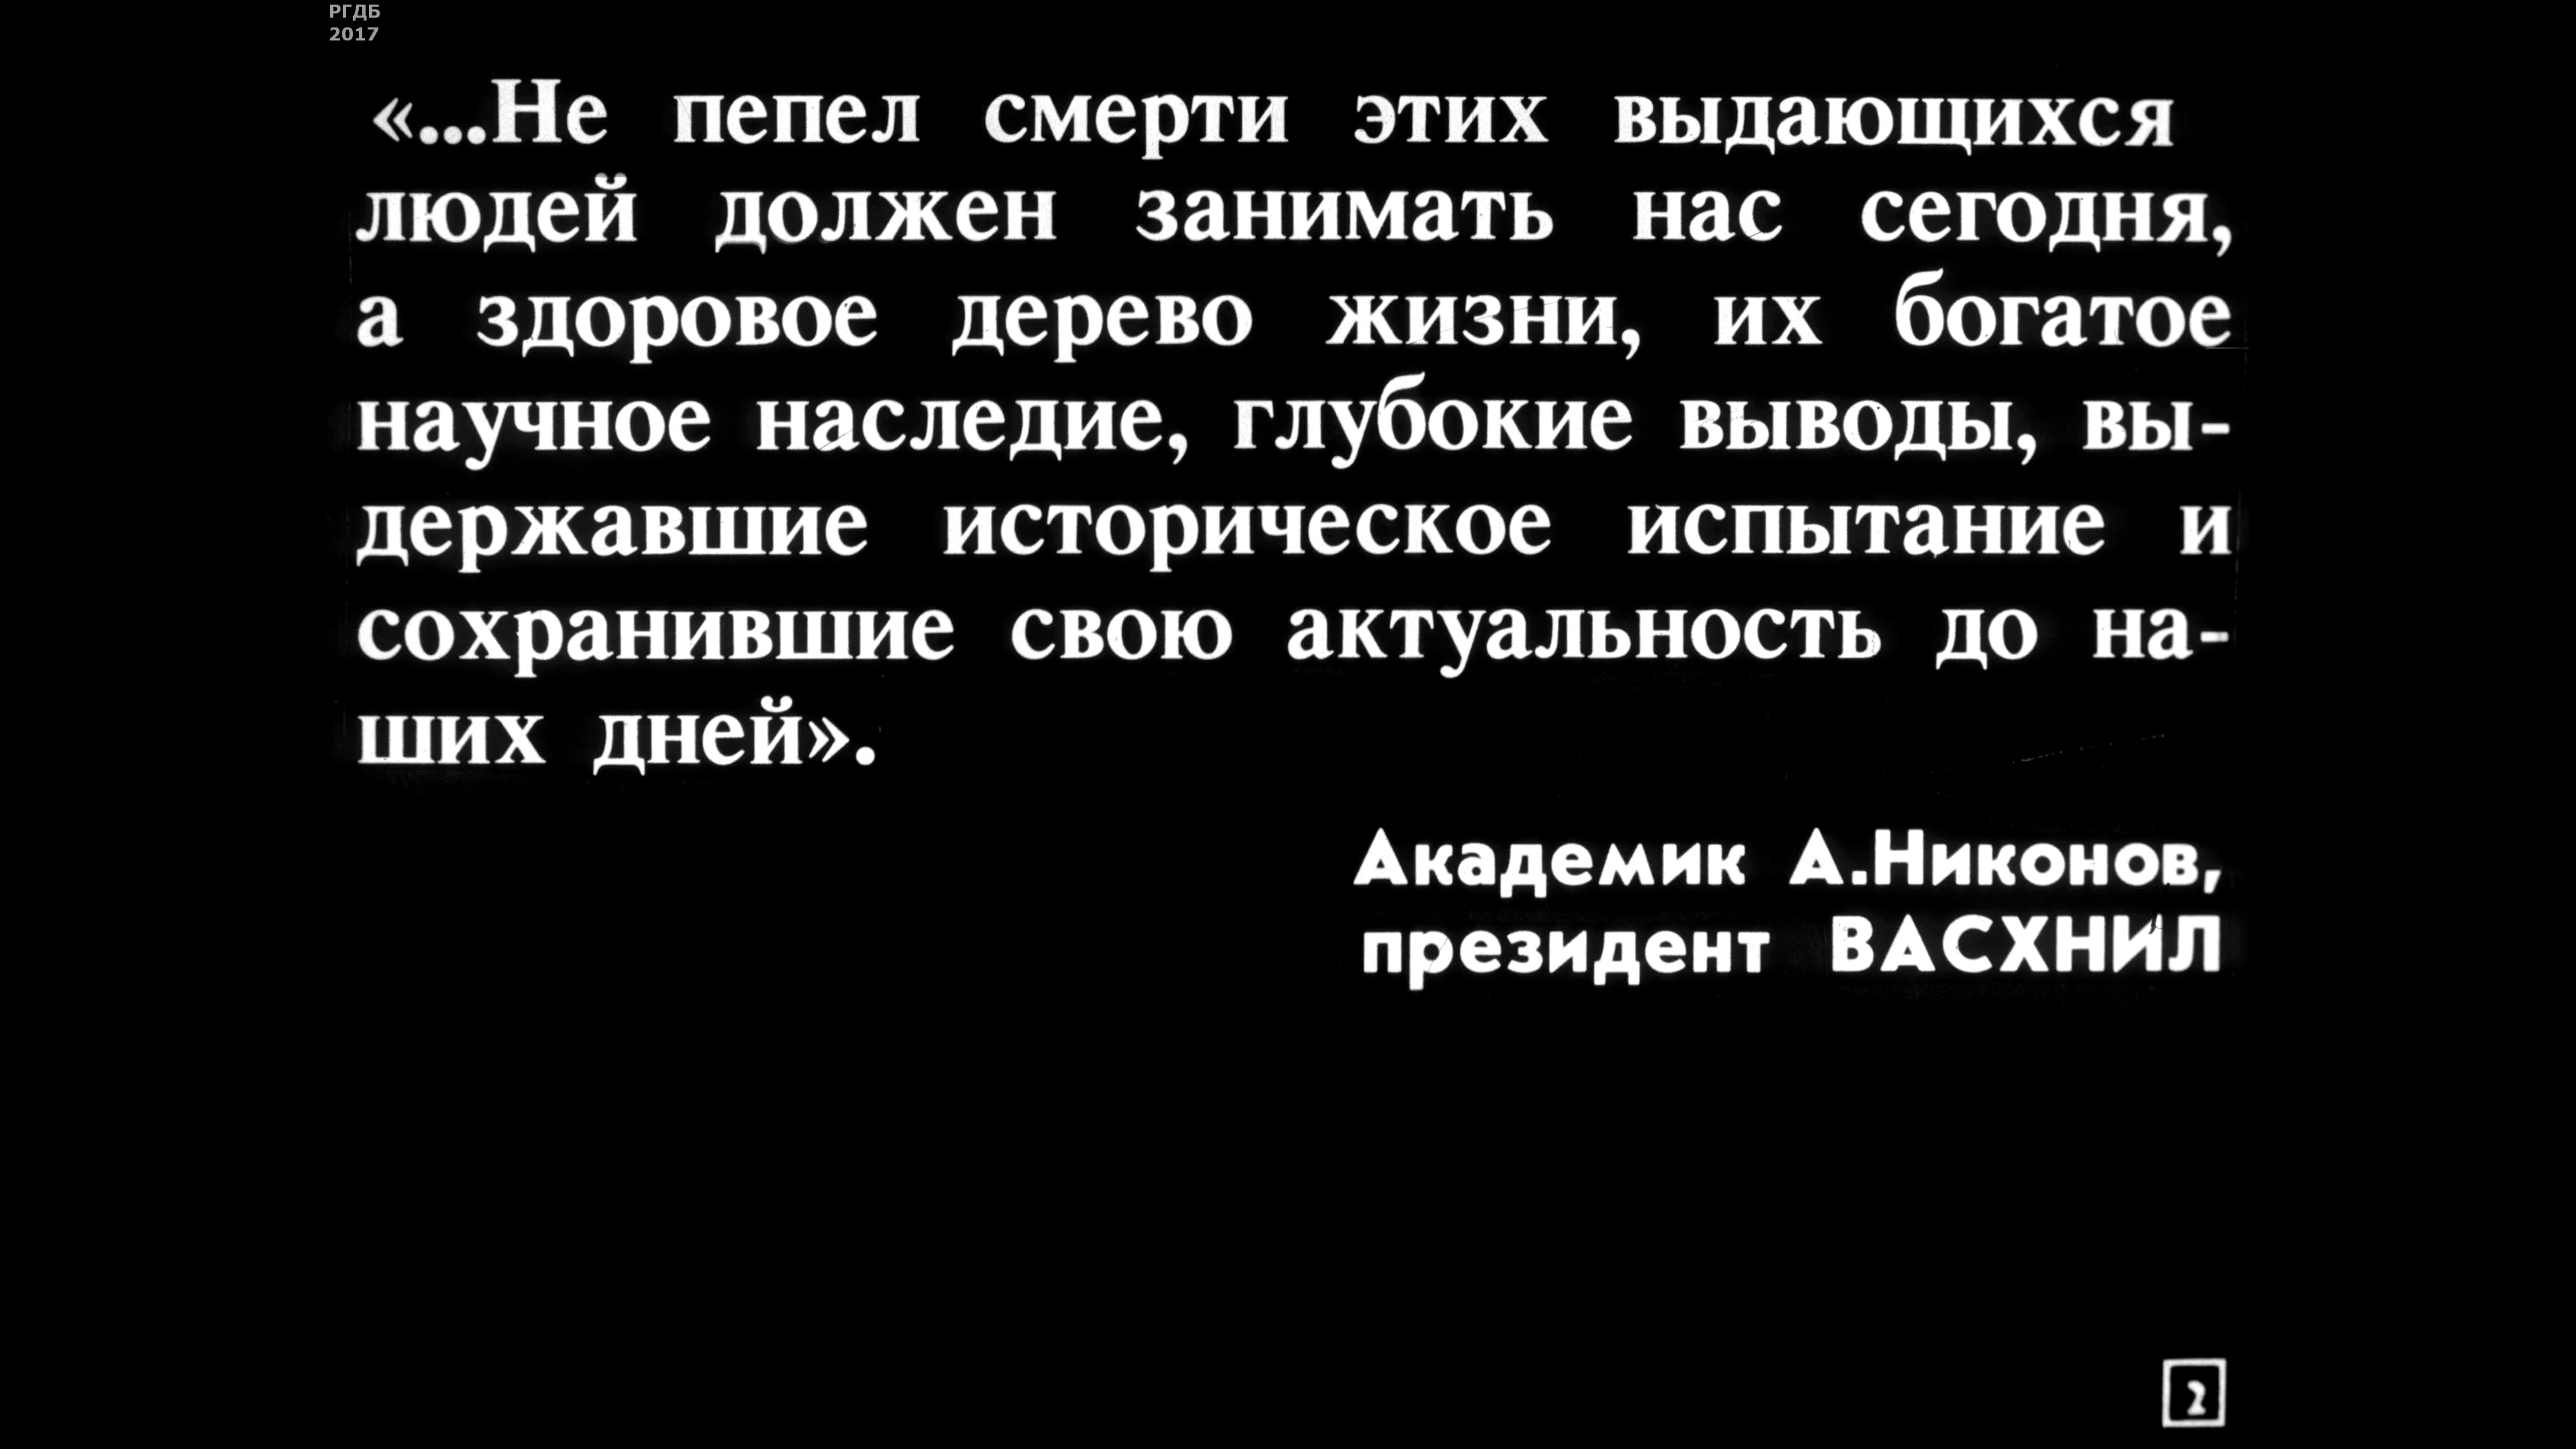 РГДБ
2017
«...Не пепел смерти этих выдающихся
людей должен занимать нас сегодня,
а здоровое дерево жизни, их богатое
научное наследие, глубокие выводы, вы-
державшие историческое испытание и
сохранившие свою актуальность до на-
ших дней».
Академик А.Никонов,
президент ВАСХНИЛ
2